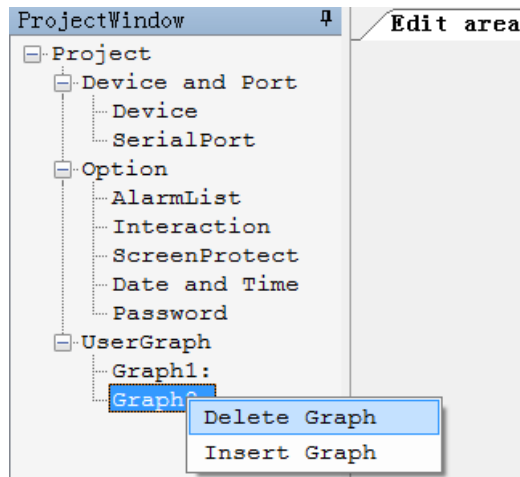 ProjectWindow
Edit area
Project
Device and Port
Device
SerialPort
Option
AlarmList
Interaction
ScreenProtect
Date and Time
Password
UserGraph
Graph1:
Delete Graph
Insert Graph